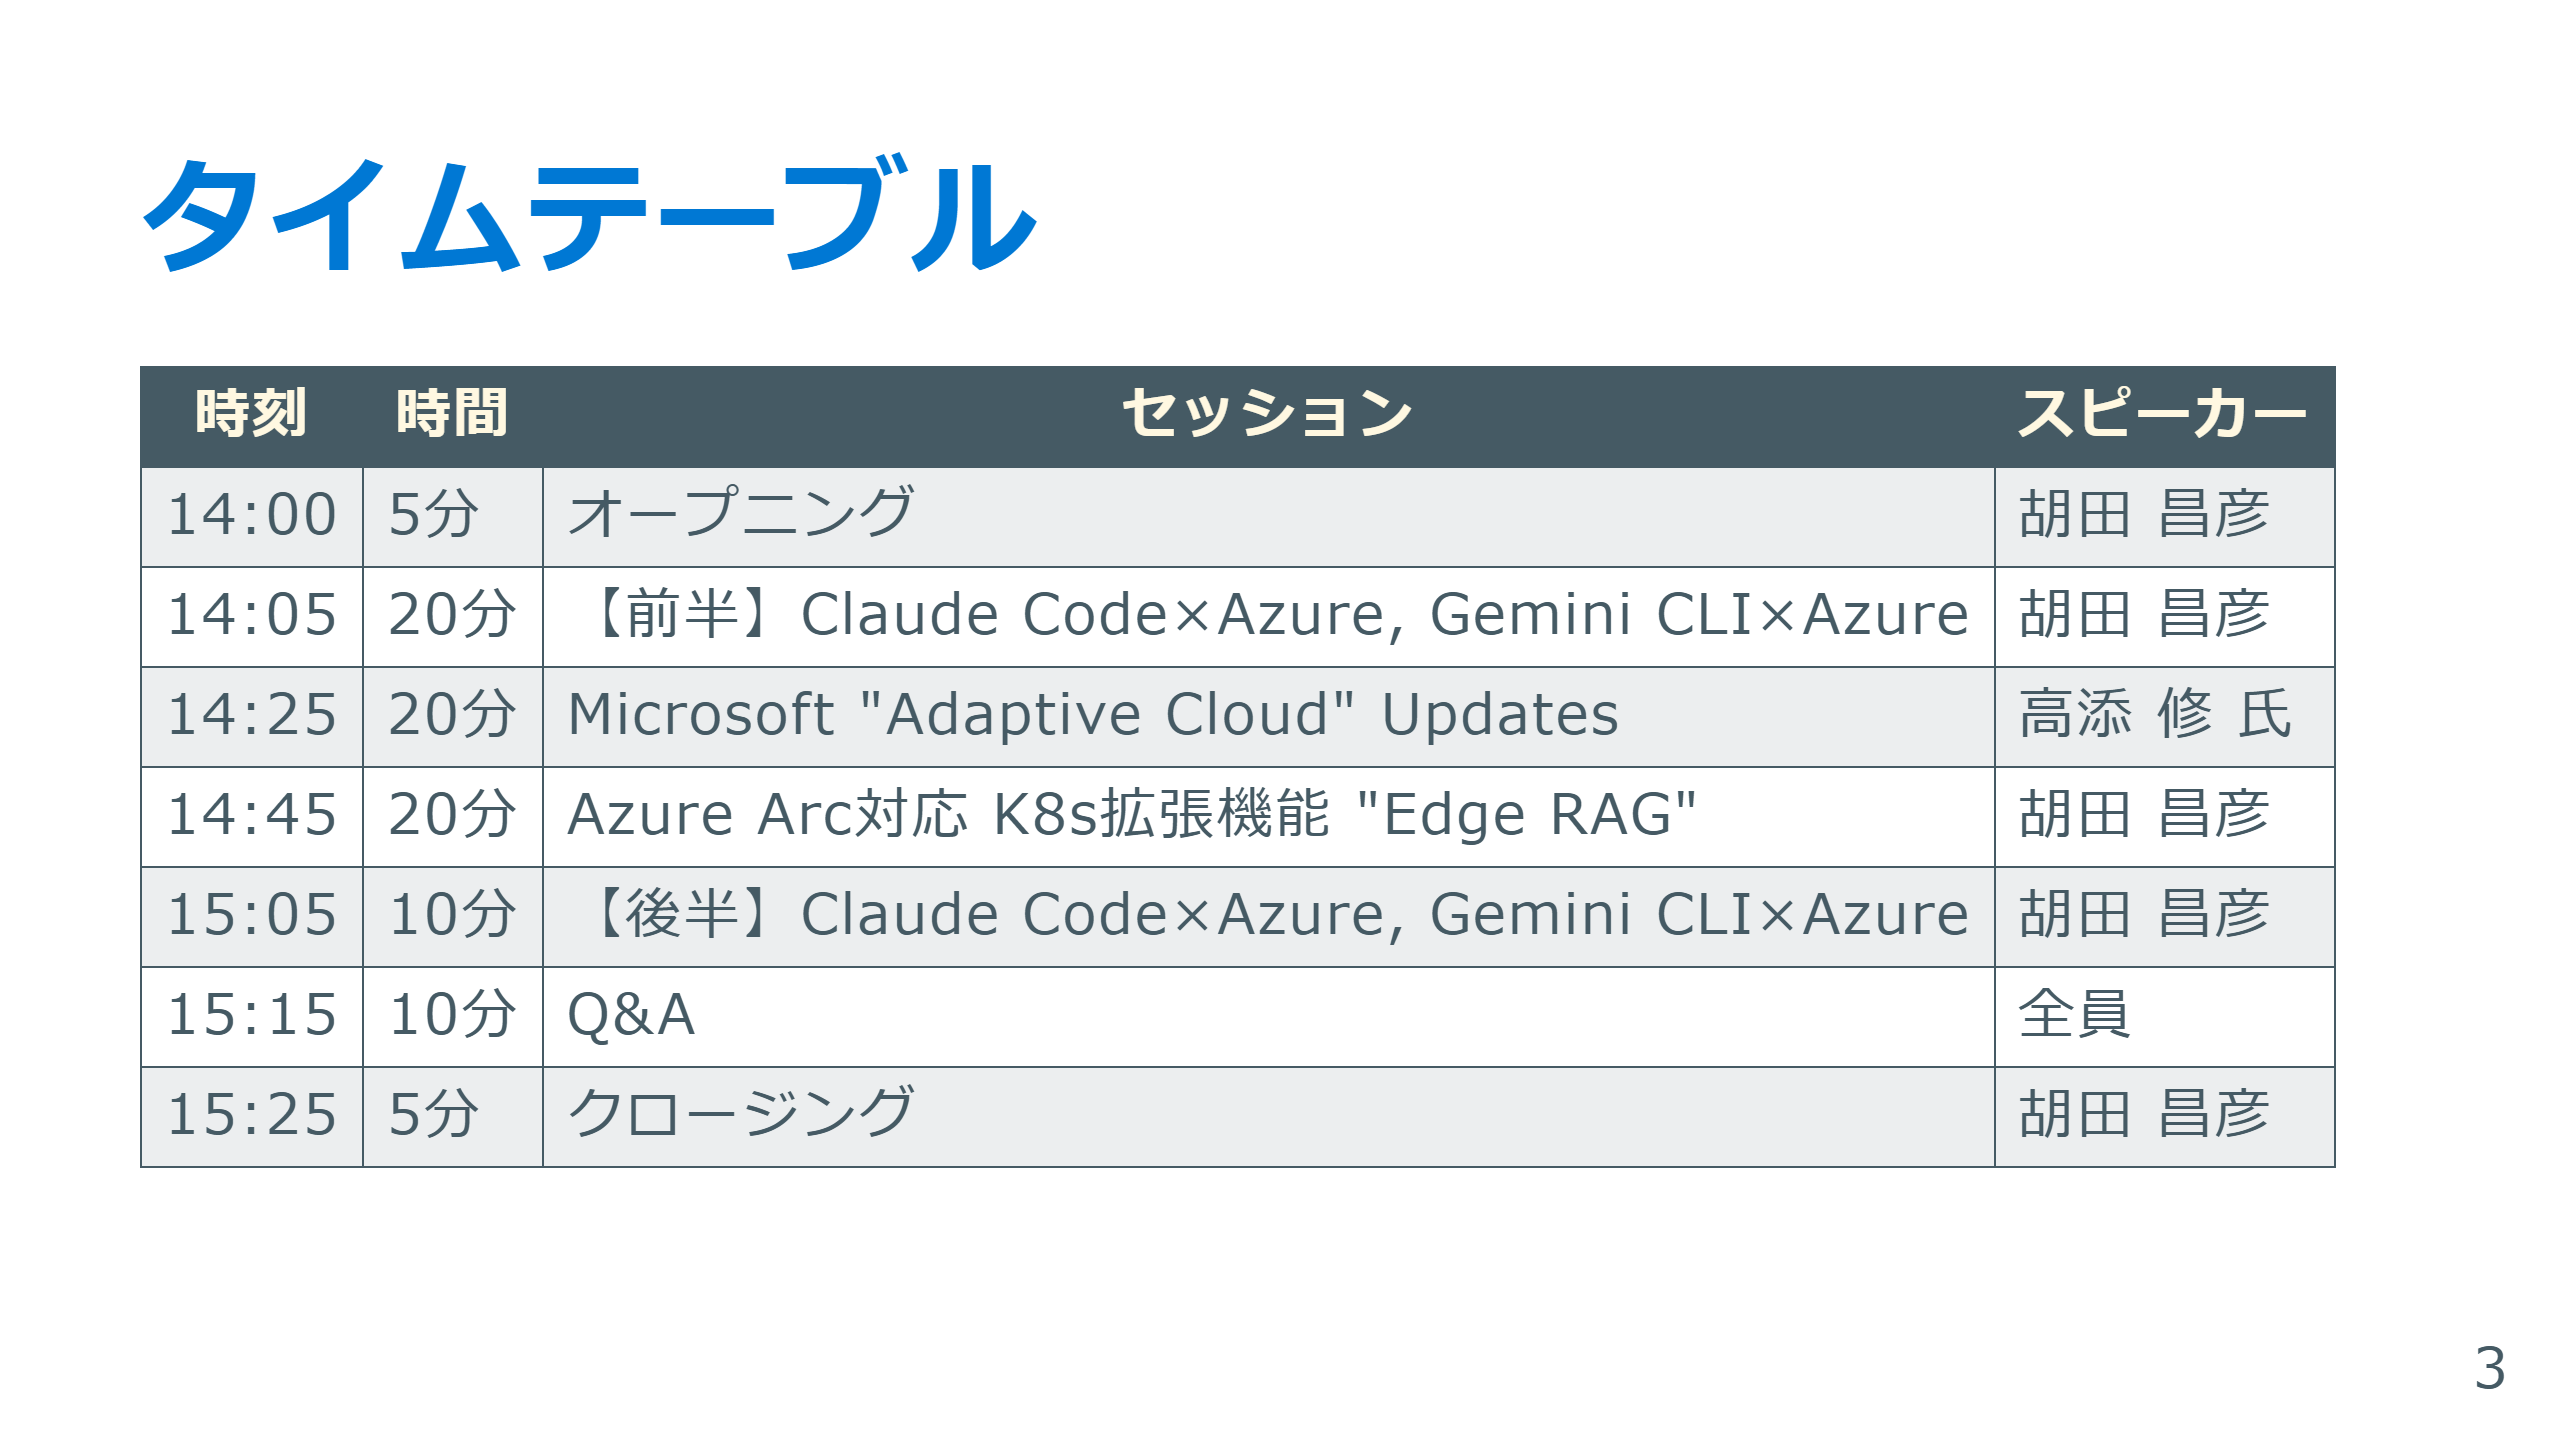 タイムテーブル
時刻 時間 セッション スピーカー
14:00 5分 オープニング 胡田 昌彦
14:05 20分 【前半】Claude Code×Azure, Gemini CLI×Azure 胡田 昌彦
14:25 20分 Microsoft "Adaptive Cloud" Updates 高添 修 氏
14:45 20分 Azure Arc対応 K8s拡張機能 "Edge RAG" 胡田 昌彦
15:05 10分 【後半】Claude Code×Azure, Gemini CLI×Azure 胡田 昌彦
15:15 10分 Q&A 全員
15:25 5分 クロージング 胡田 昌彦
3